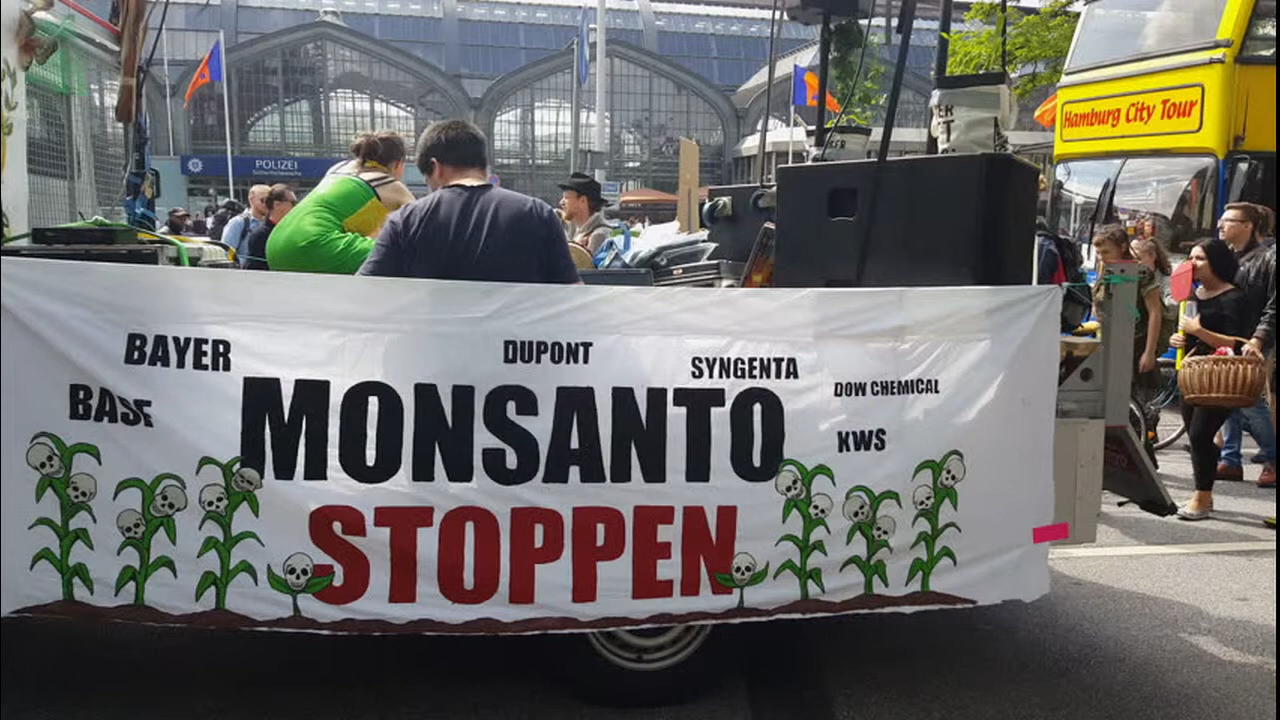 POLIZEI
Hamburg City Tour
BAYER
DUPONT
SYNGENTA
DOW CHEMICAL
BASF
MONSANTO
KWS
STOPPEN